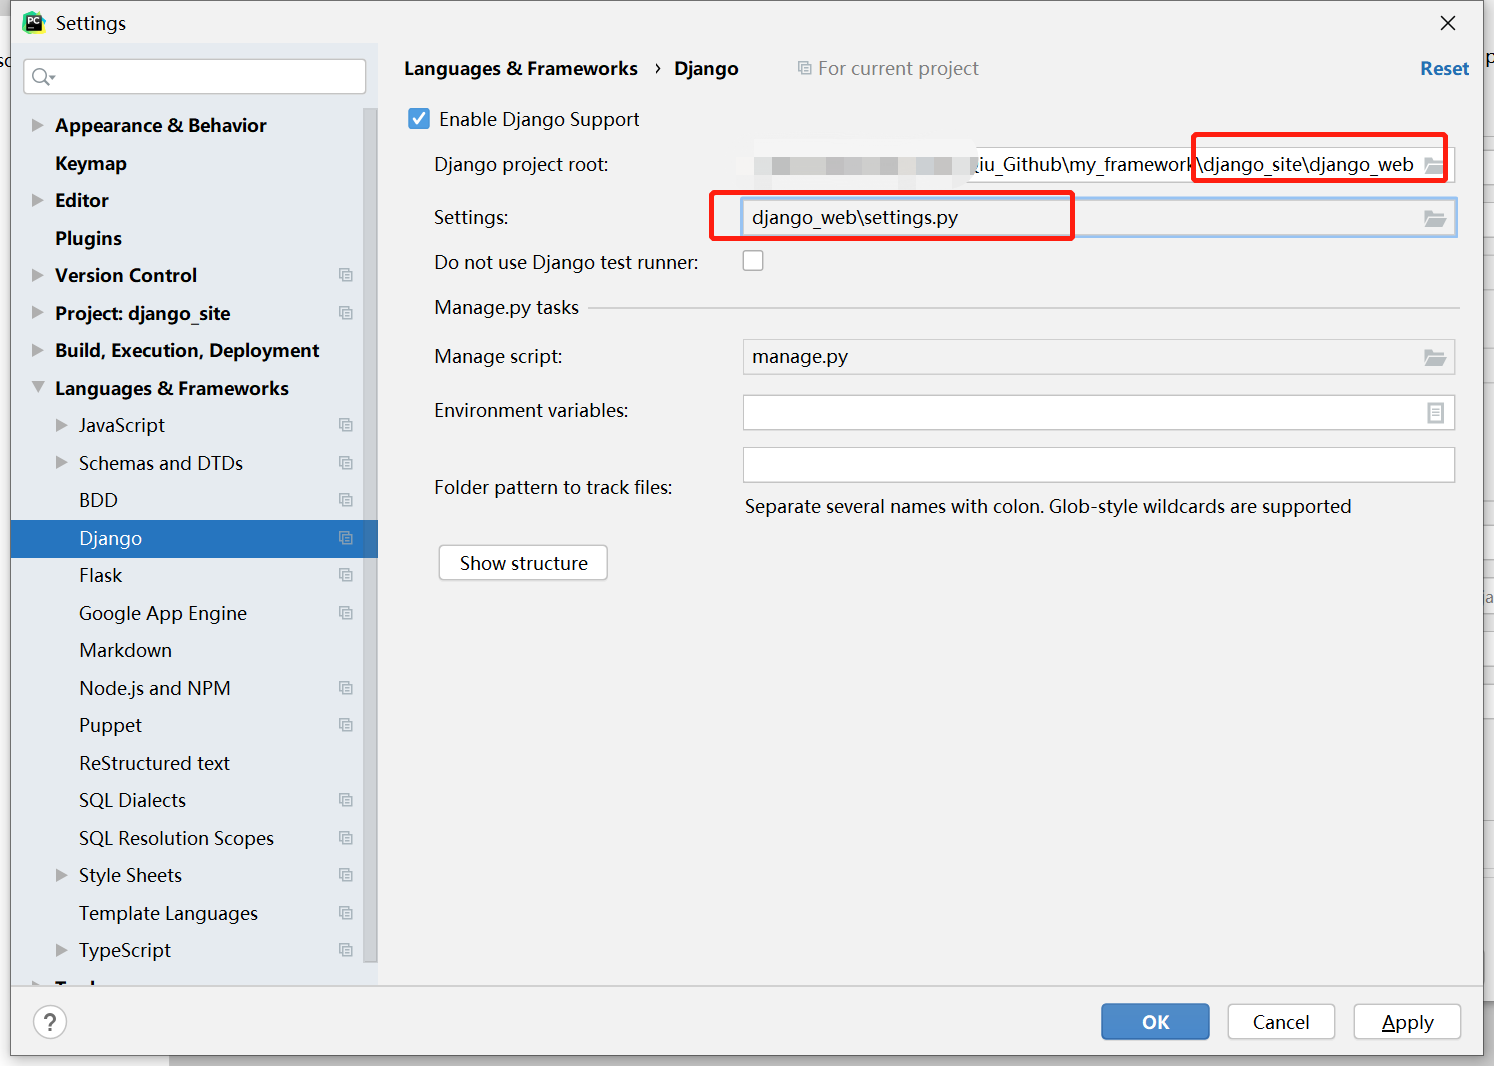 PC
Settings
Appearance & Behavior
Keymap
Editor
Plugins
Version Control
Project: django_site
Build, Execution, Deployment
Languages & Frameworks
JavaScript
Schemas and DTDs
BDD
Django
Flask
Google App Engine
Markdown
Node.js and NPM
Puppet
ReStructured text
SQL Dialects
SQL Resolution Scopes
Style Sheets
Template Languages
TypeScript
Languages & Frameworks › Django
For current project
Reset
Enable Django Support
Django project root:
iu_Github\my_framework\django_site\django_web
Settings:
django_web\settings.py
Do not use Django test runner:
Manage.py tasks
Manage script:
manage.py
Environment variables:
Folder pattern to track files:
Separate several names with colon. Glob-style wildcards are supported
Show structure
?
OK
Cancel
Apply